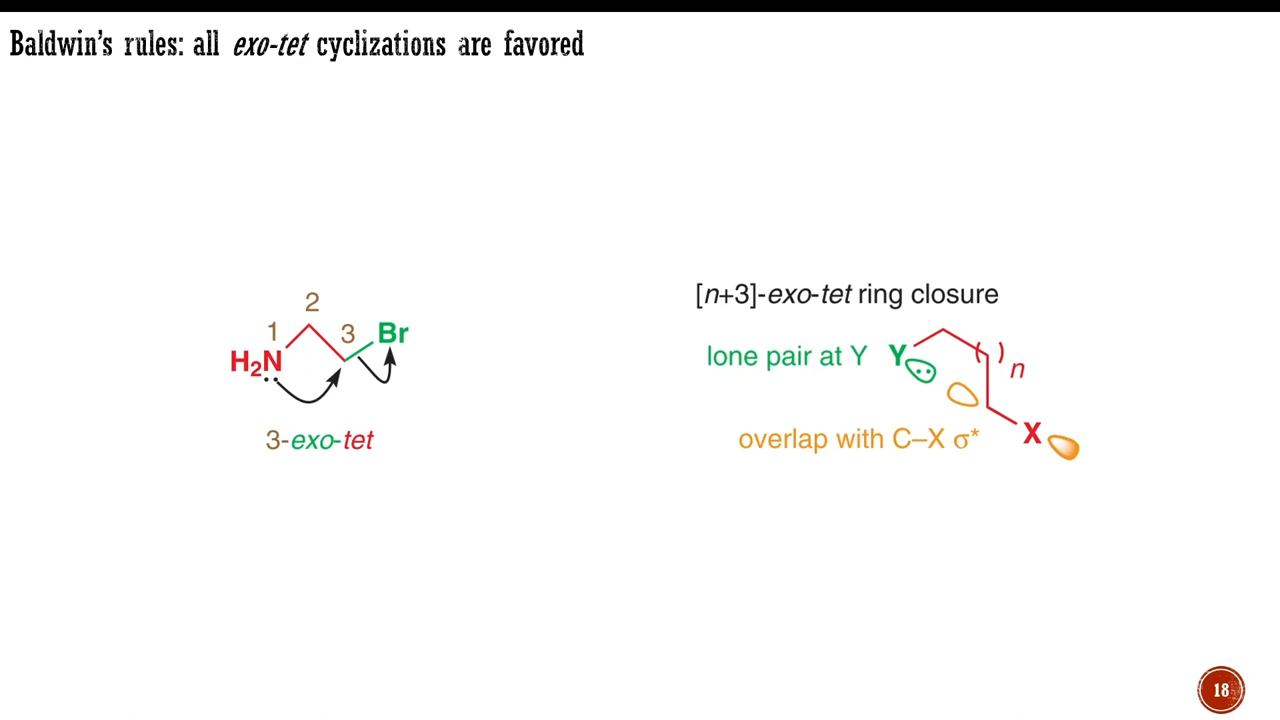 Baldwin's rules: all exo-tet cyclizations are favored
2
1
3
Br
H₂N
3-exo-tet
[n+3]-exo-tet ring closure
lone pair at Y
Y
( )
n
overlap with C–X σ*
X
18